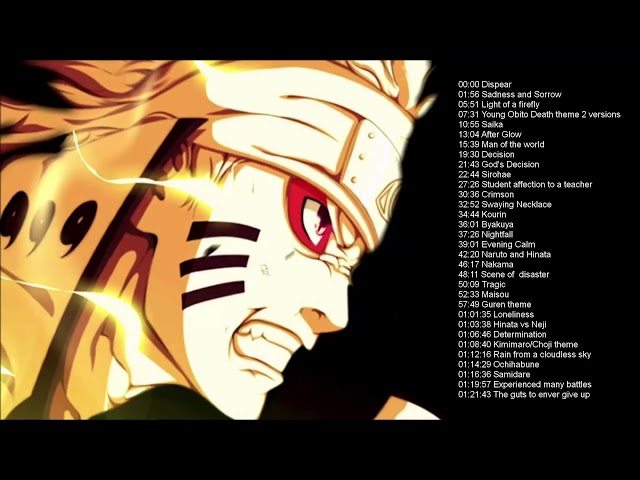 00:00 Dispear
01:56 Sadness and Sorrow
05:51 Light of a firefly
07:31 Young Obito Death theme 2 versions
10:55 Saika
13:04 After Glow
15:39 Man of the world
19:30 Decision
21:43 God's Decision
22:44 Sirohae
27:26 Student affection to a teacher
30:36 Crimson
32:52 Swaying Necklace
34:44 Kourin
36:01 Byakuya
37:26 Nightfall
39:01 Evening Calm
42:20 Naruto and Hinata
46:17 Nakama
48:11 Scene of  disaster
50:09 Tragic
52:33 Maisou
57:49 Guren theme
01:01:35 Loneliness
01:03:38 Hinata vs Neji
01:06:46 Determination
01:08:40 Kimimaro/Choji theme
01:12:16 Rain from a cloudless sky
01:14:29 Ochihabune
01:16:36 Samidare
01:19:57 Experienced many battles
01:21:43 The guts to enver give up